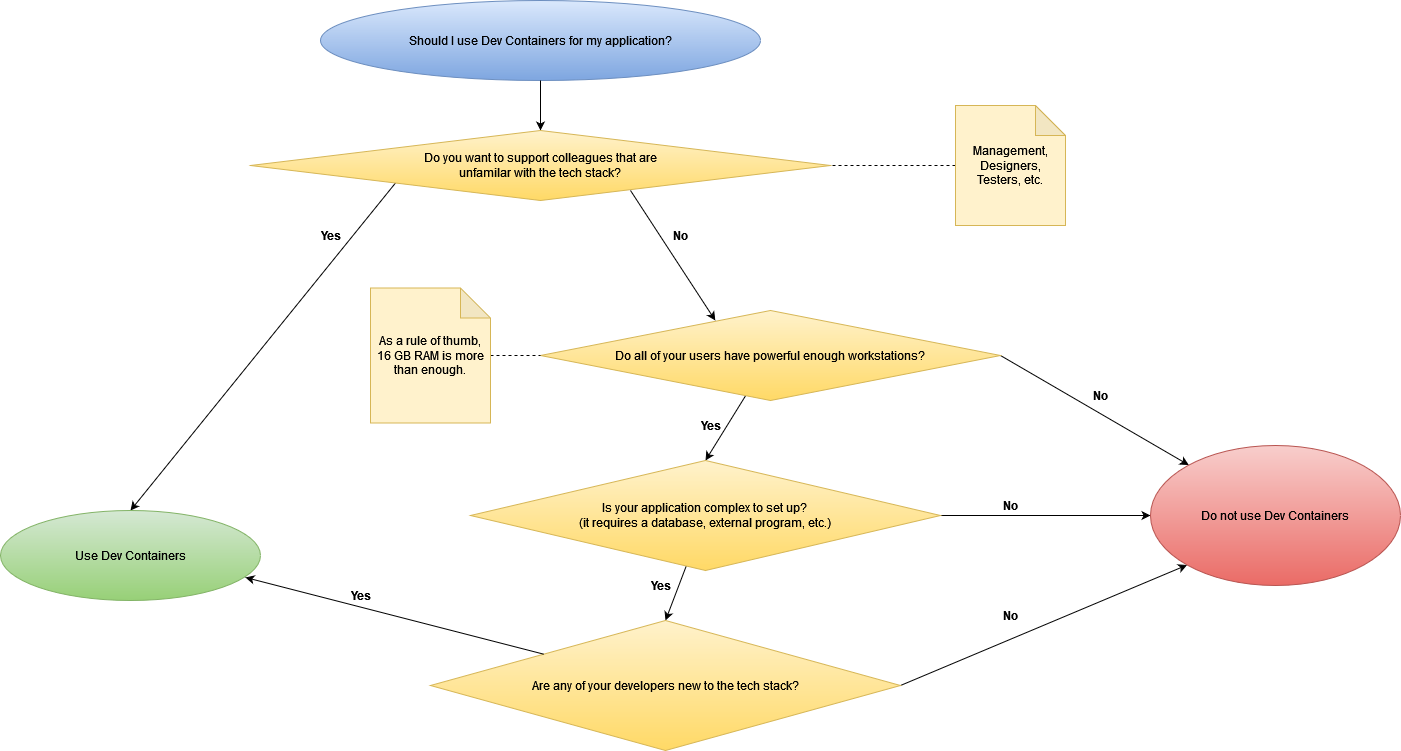 Should I use Dev Containers for my application?
Do you want to support colleagues that are
unfamilar with the tech stack?
Management,
Designers,
Testers, etc.
Yes
No
As a rule of thumb,
16 GB RAM is more
than enough.
Do all of your users have powerful enough workstations?
No
Yes
Is your application complex to set up?
(it requires a database, external program, etc.)
No
Do not use Dev Containers
Use Dev Containers
Yes
Yes
No
Are any of your developers new to the tech stack?